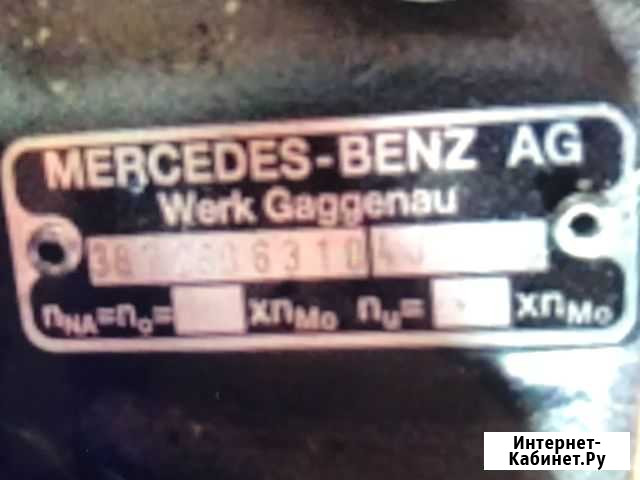 MERCEDES-BENZ AG
Werk Gaggenau
nNA=no= xnMo nu= xnMo
Интернет-
Кабинет.Ру